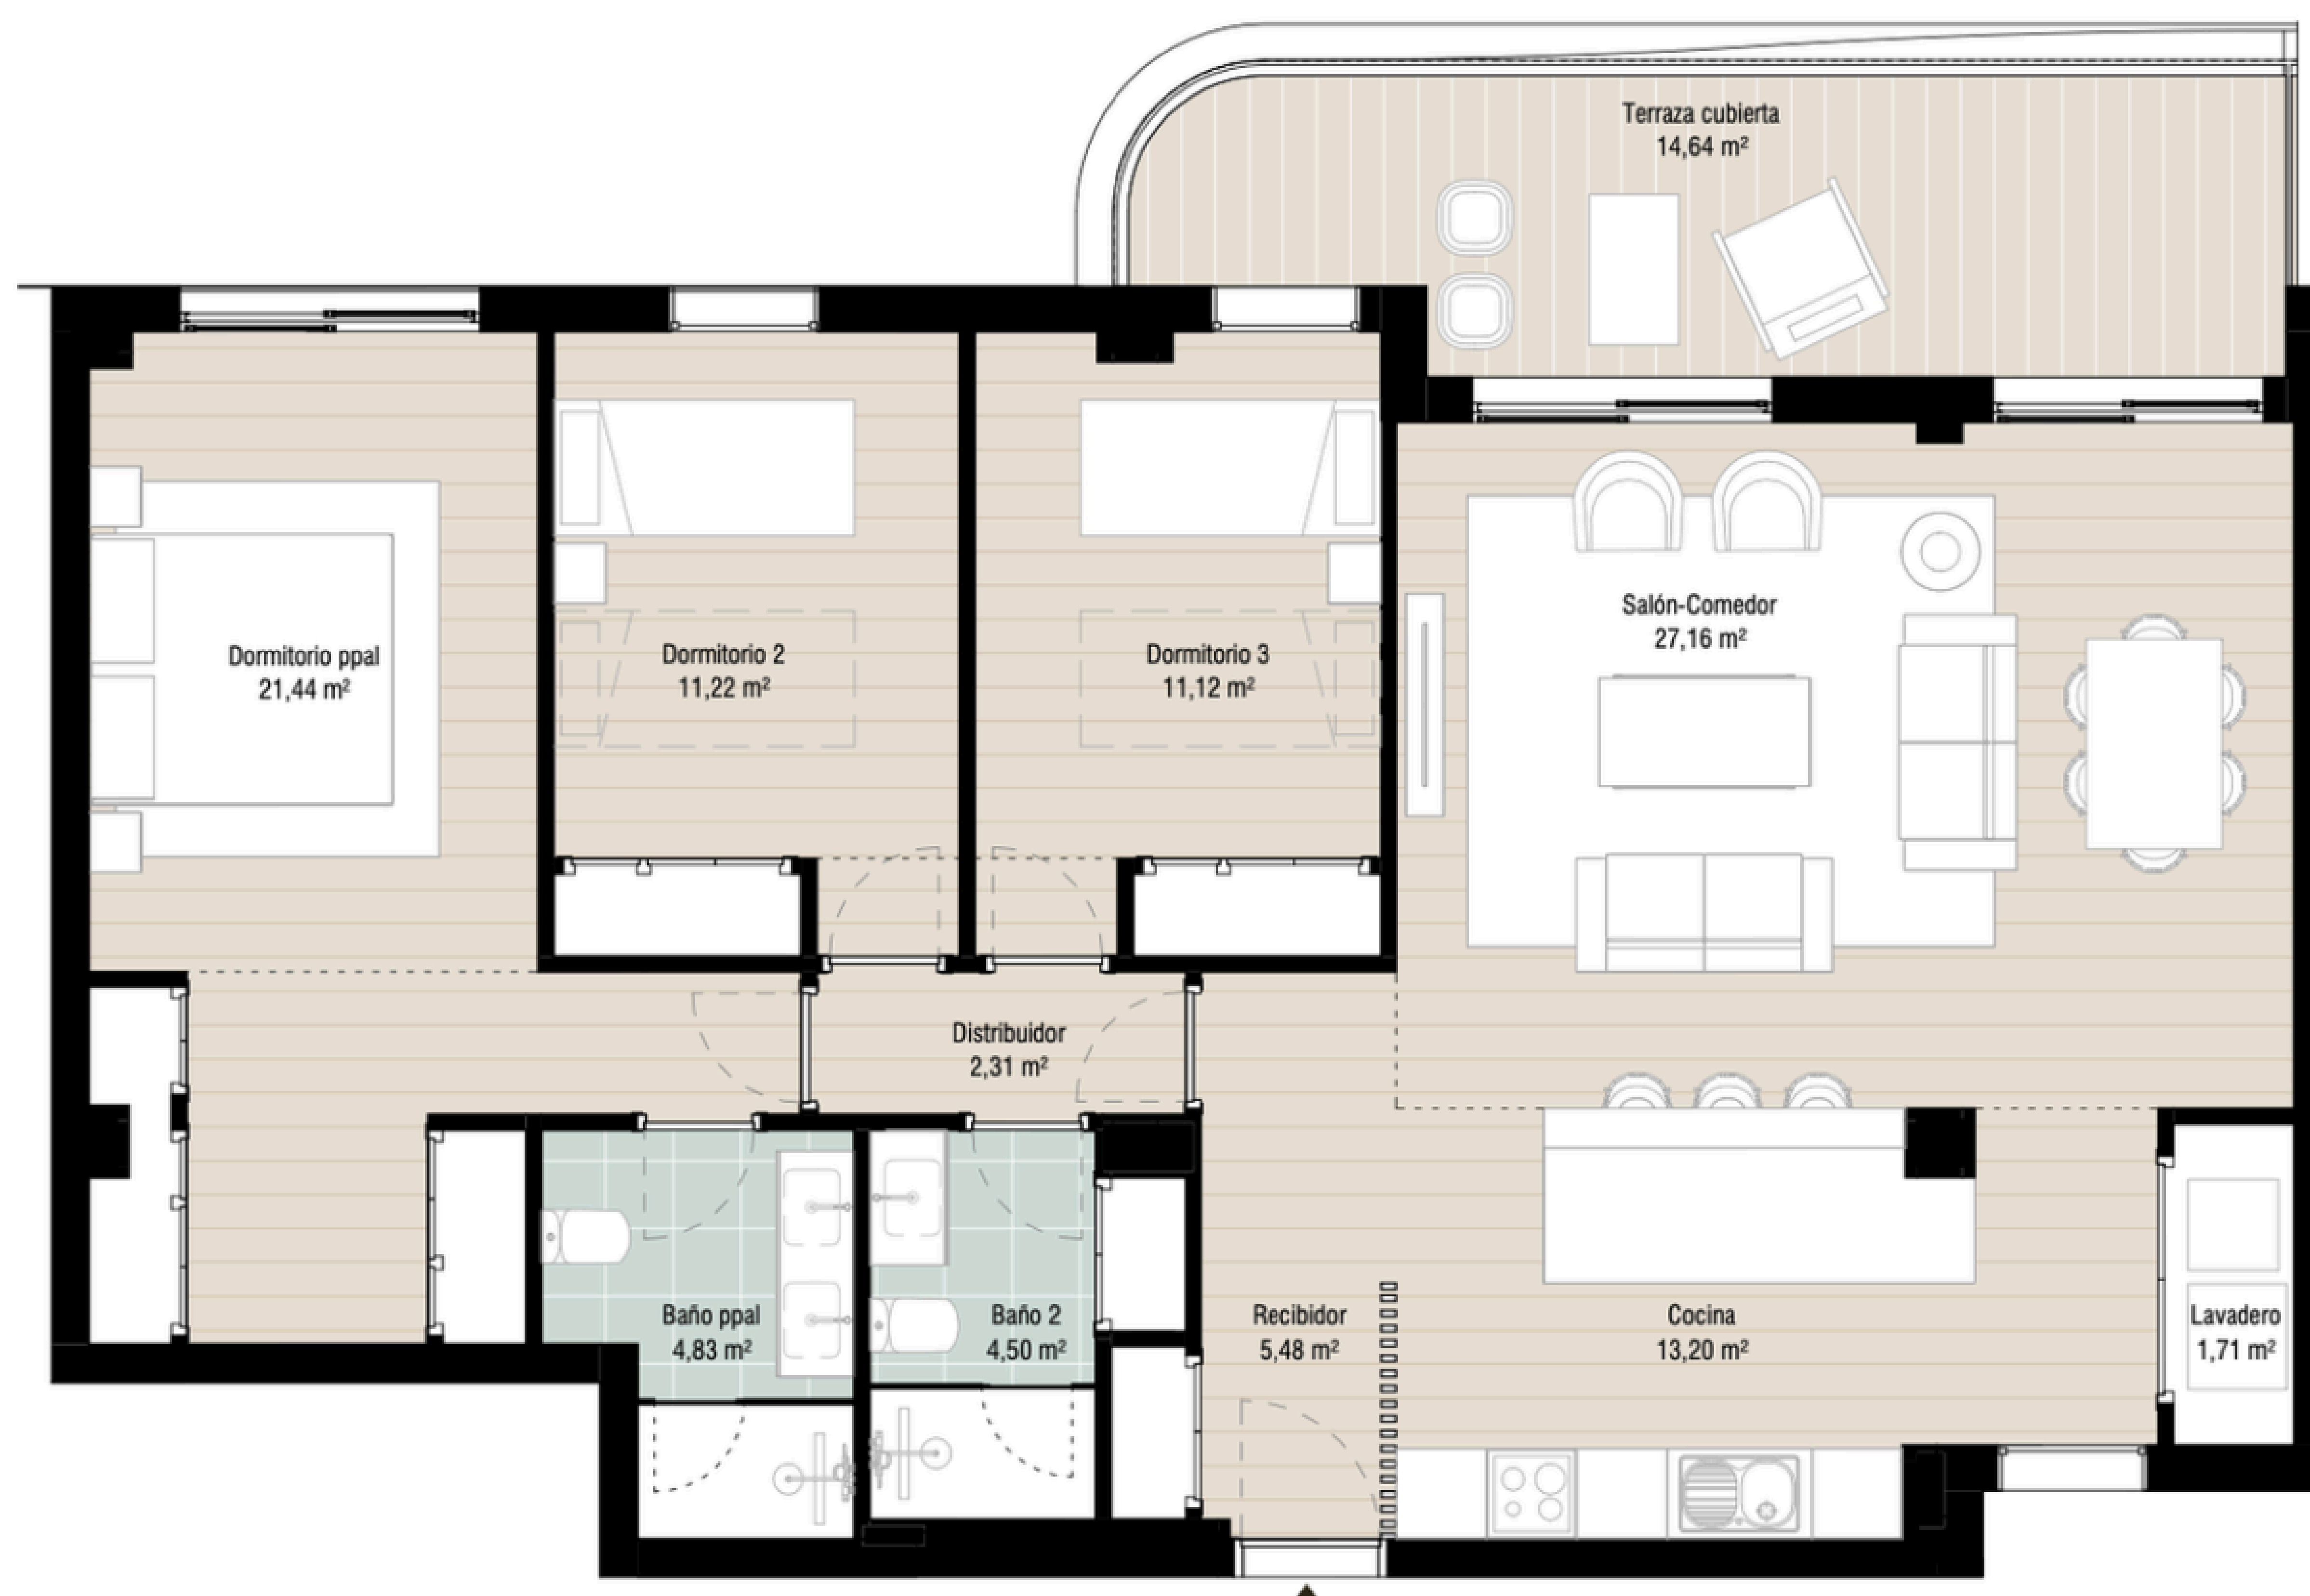 Terraza cubierta
14,64 m²
Salón-Comedor
27,16 m²
Dormitorio ppal
21,44 m²
Dormitorio 2
11,22 m²
Dormitorio 3
11,12 m²
Distribuidor
2,31 m²
Baño ppal
4,83 m²
Baño 2
4,50 m²
Recibidor
5,48 m²
Cocina
13,20 m²
Lavadero
1,71 m²